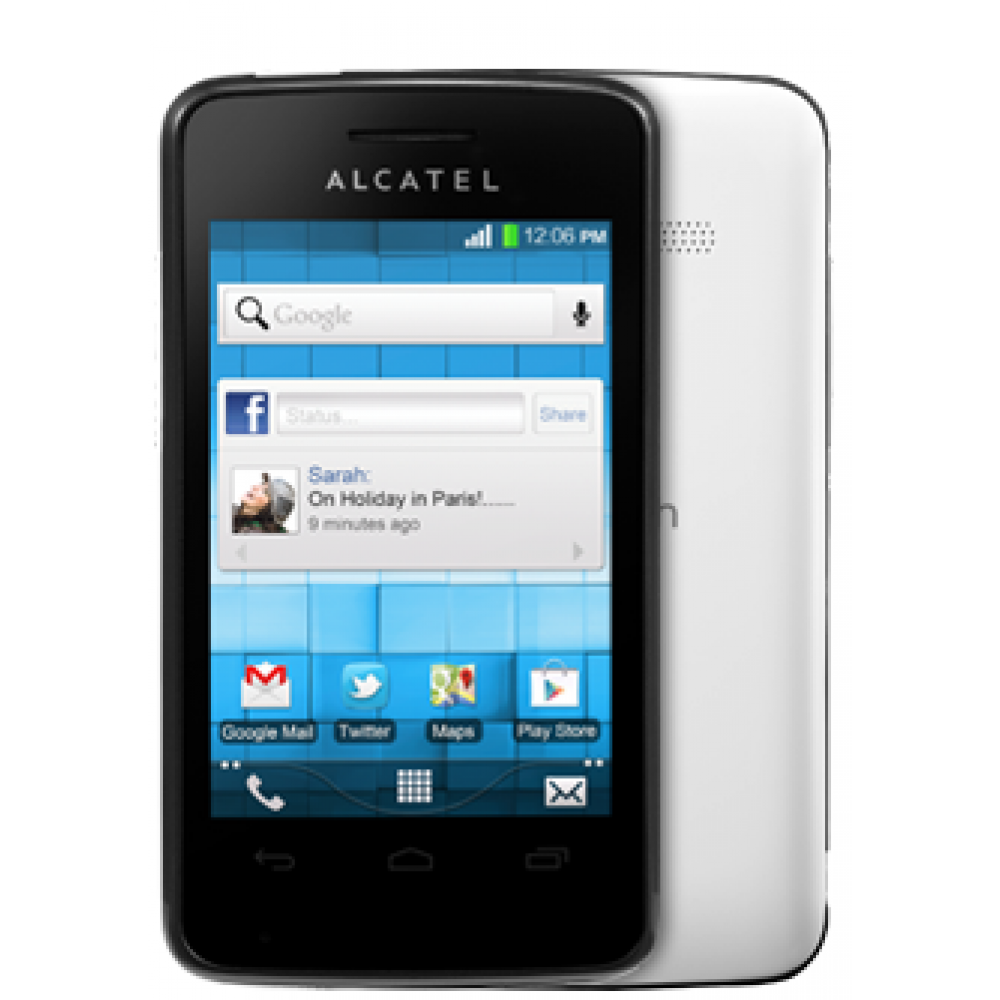 ALCATEL
12:06 PM
Google
f Status... Share
Sarah:
On Holiday in Paris!......
9 minutes ago
Google Mail Twitter Maps Play Store
n